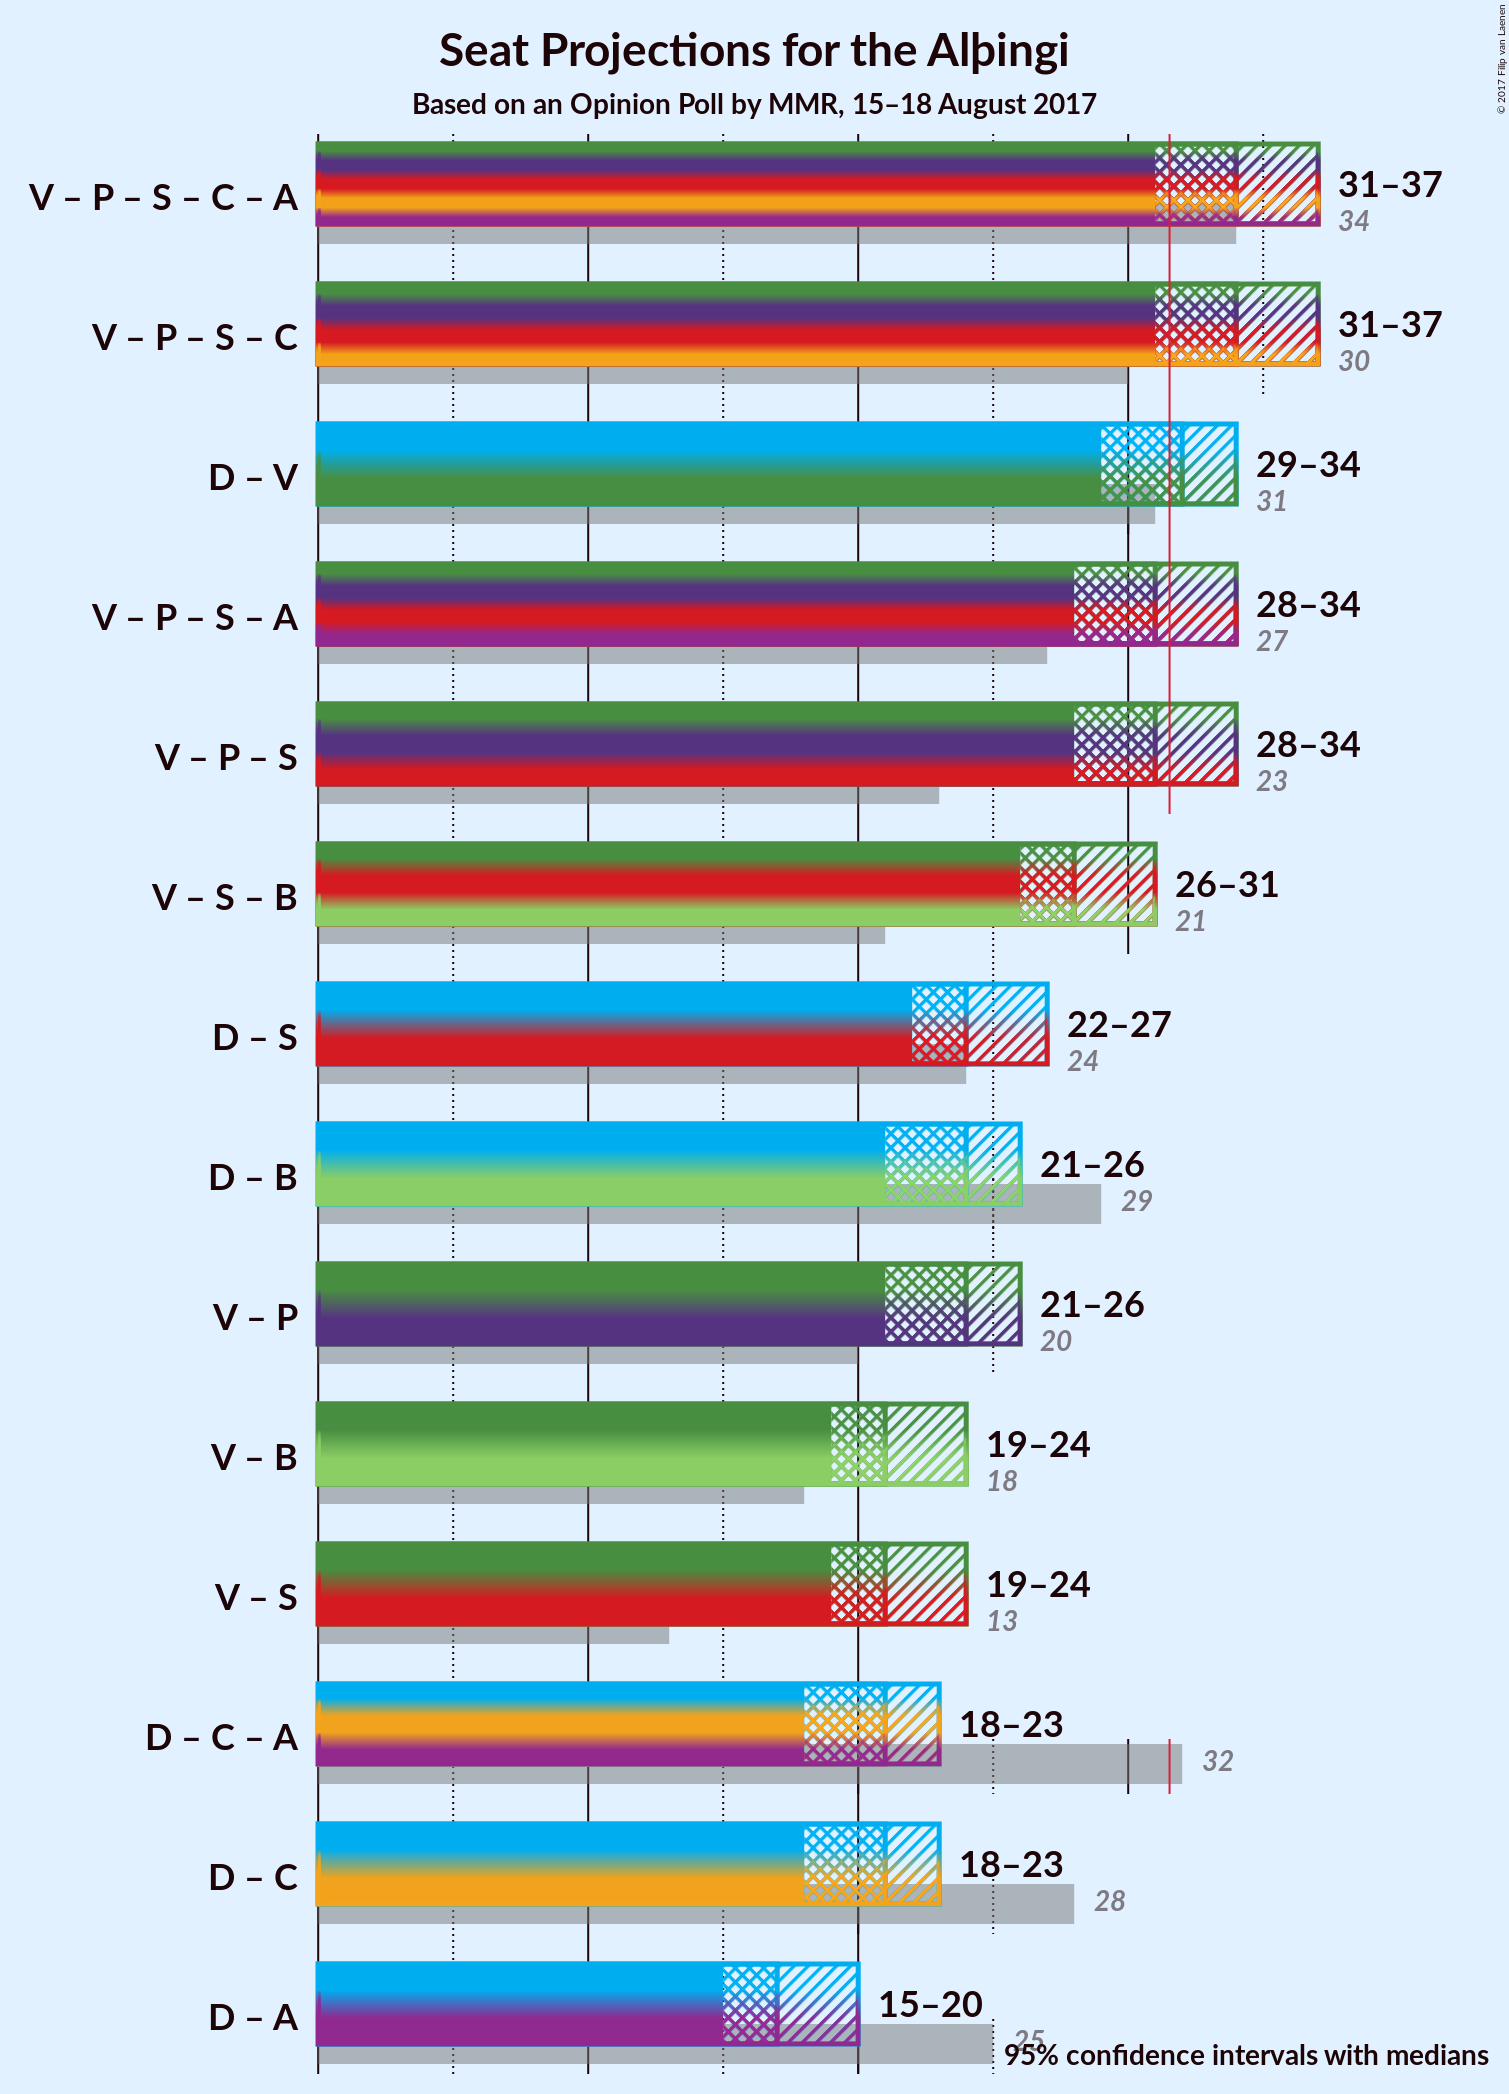 Seat Projections for the Alþingi
Based on an Opinion Poll by MMR, 15–18 August 2017
© 2017 Filip van Laenen
V – P – S – C – A
31–37
34
V – P – S – C
31–37
30
D – V
29–34
31
V – P – S – A
28–34
27
V – P – S
28–34
23
V – S – B
26–31
21
D – S
22–27
24
D – B
21–26
29
V – P
21–26
20
V – B
19–24
18
V – S
19–24
13
D – C – A
18–23
32
D – C
18–23
28
D – A
15–20
25
95% confidence intervals with medians